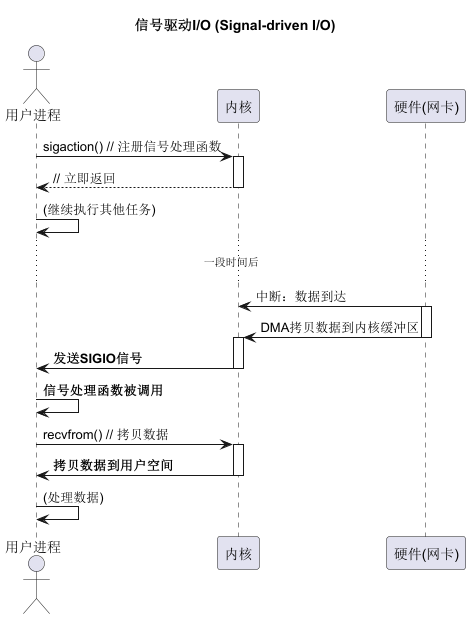 信号驱动I/O (Signal-driven I/O)
用户进程
内核
硬件(网卡)
sigaction() // 注册信号处理函数
// 立即返回
(继续执行其他任务)
一段时间后
中断：数据到达
DMA拷贝数据到内核缓冲区
发送SIGIO信号
信号处理函数被调用
recvfrom() // 拷贝数据
拷贝数据到用户空间
(处理数据)
用户进程
内核
硬件(网卡)